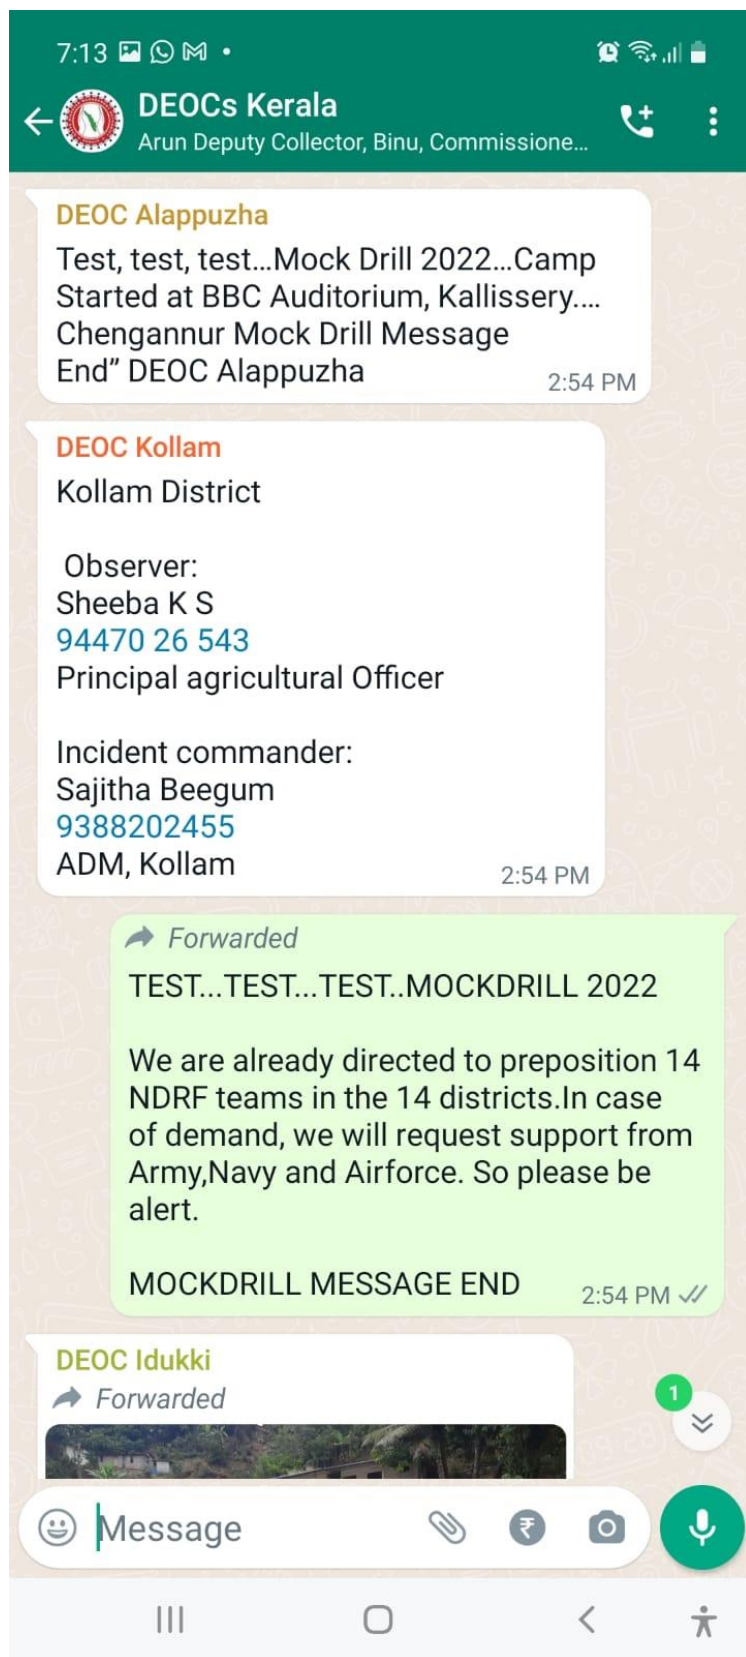 7:13
DEOCs Kerala
Arun Deputy Collector, Binu, Commissione...
DEOC Alappuzha
Test, test, test...Mock Drill 2022...Camp
Started at BBC Auditorium, Kallissery....
Chengannur Mock Drill Message
End” DEOC Alappuzha
2:54 PM
DEOC Kollam
Kollam District
Observer:
Sheeba K S
94470 26 543
Principal agricultural Officer
Incident commander:
Sajitha Beegum
9388202455
ADM, Kollam
2:54 PM
Forwarded
TEST...TEST...TEST..MOCKDRILL 2022
We are already directed to preposition 14
NDRF teams in the 14 districts.In case
of demand, we will request support from
Army,Navy and Airforce. So please be
alert.
MOCKDRILL MESSAGE END
2:54 PM
DEOC Idukki
Forwarded
1
Message